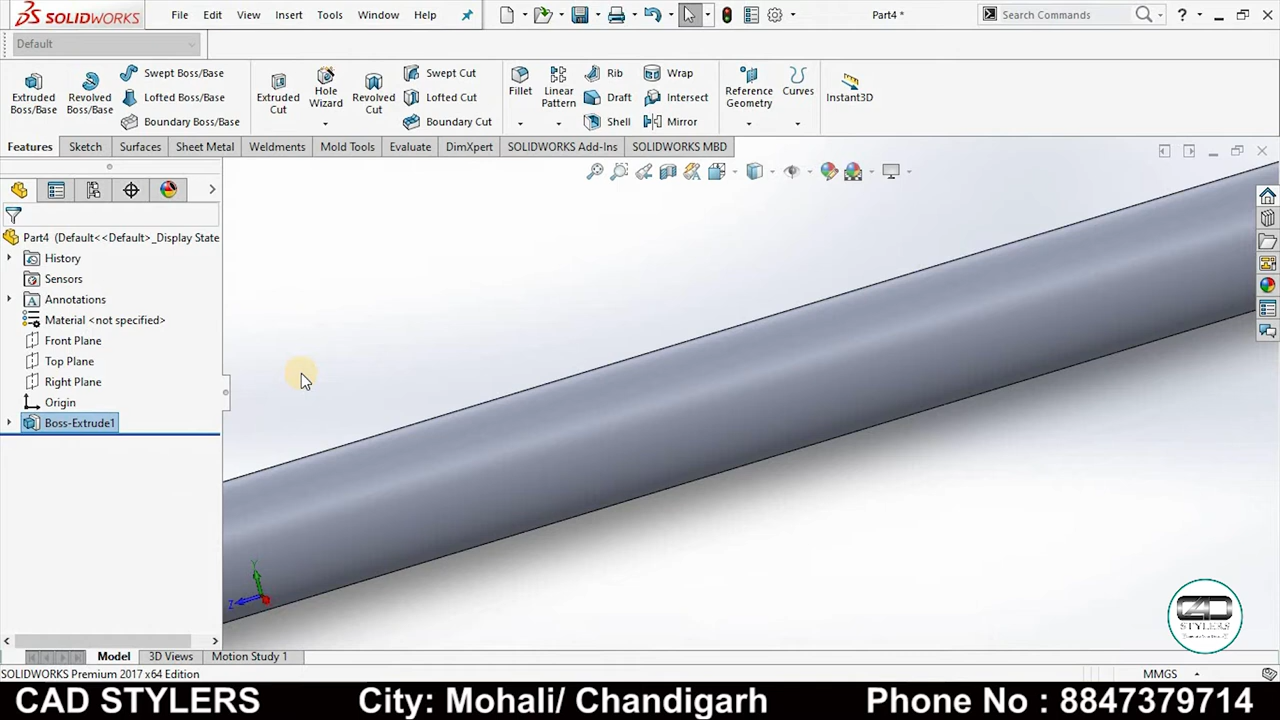 SOLIDWORKS File Edit View Insert Tools Window Help Part4 * Search Commands ?
Default
Extruded Boss/Base
Revolved Boss/Base
Swept Boss/Base
Lofted Boss/Base
Boundary Boss/Base
Extruded Cut
Hole Wizard
Revolved Cut
Swept Cut
Lofted Cut
Boundary Cut
Fillet
Linear Pattern
Rib
Draft
Shell
Wrap
Intersect
Mirror
Reference Geometry
Curves
Instant3D
Features Sketch Surfaces Sheet Metal Weldments Mold Tools Evaluate DimXpert SOLIDWORKS Add-Ins SOLIDWORKS MBD
Part4 (Default<<Default>_Display State
History
Sensors
Annotations
Material <not specified>
Front Plane
Top Plane
Right Plane
Origin
Boss-Extrude1
Y
Z
STYLERS
Model 3D Views Motion Study 1
SOLIDWORKS Premium 2017 x64 Edition MMGS
CAD STYLERS City: Mohali/ Chandigarh Phone No : 8847379714